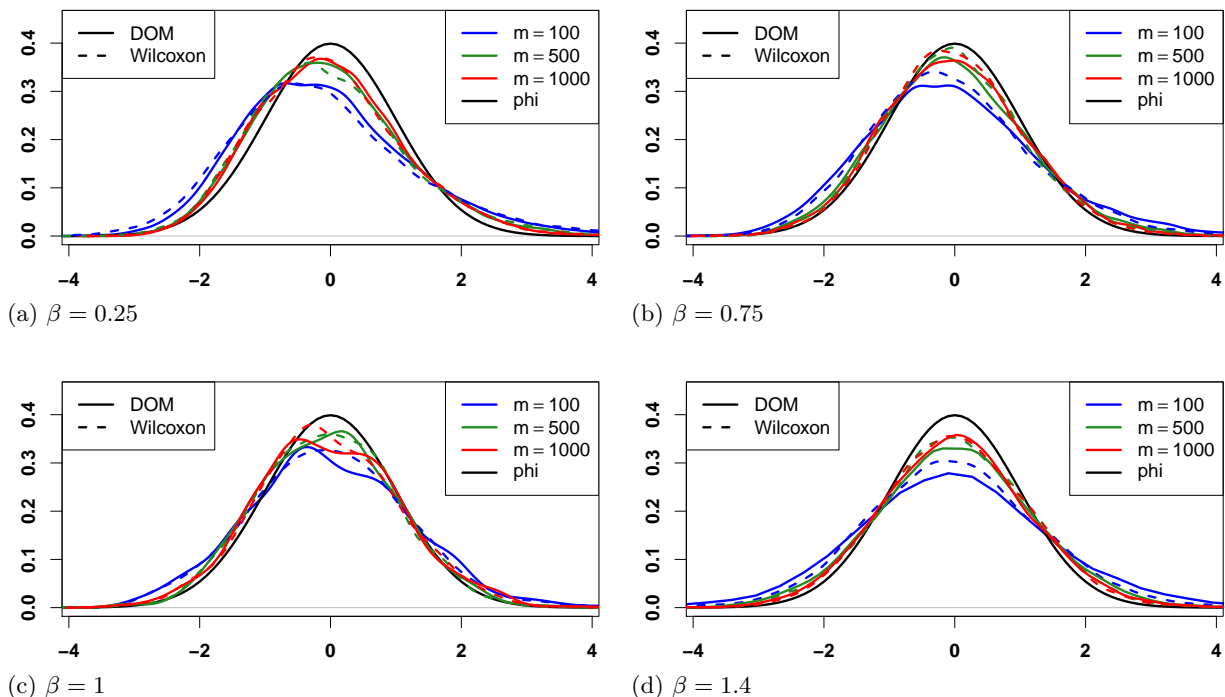 DOM
Wilcoxon
m = 100
m = 500
m = 1000
phi
0.0 0.1 0.2 0.3 0.4
−4 −2 0 2 4
(a) β = 0.25
DOM
Wilcoxon
m = 100
m = 500
m = 1000
phi
0.0 0.1 0.2 0.3 0.4
−4 −2 0 2 4
(b) β = 0.75
DOM
Wilcoxon
m = 100
m = 500
m = 1000
phi
0.0 0.1 0.2 0.3 0.4
−4 −2 0 2 4
(c) β = 1
DOM
Wilcoxon
m = 100
m = 500
m = 1000
phi
0.0 0.1 0.2 0.3 0.4
−4 −2 0 2 4
(d) β = 1.4